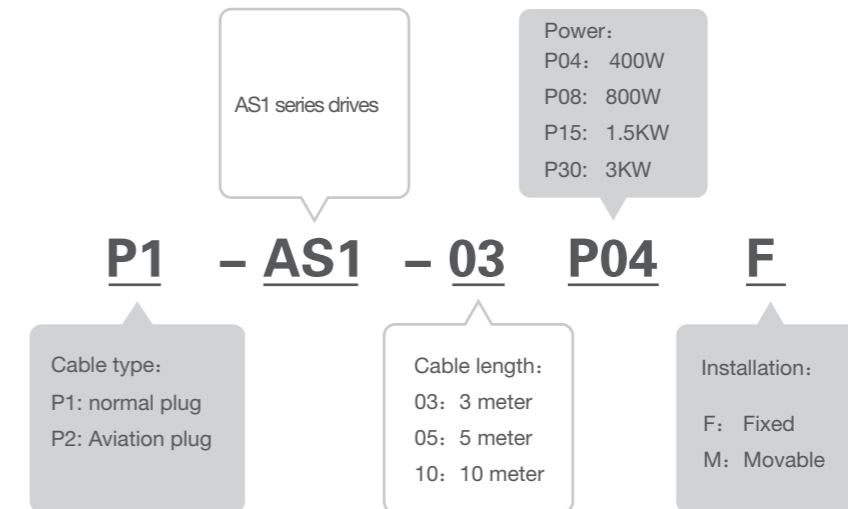 AS1 series drives
Power：
P04： 400W
P08: 800W
P15: 1.5KW
P30: 3KW
P1 – AS1 – 03 P04 F
Cable type：
P1: normal plug
P2: Aviation plug
Cable length：
03：3 meter
05：5 meter
10：10 meter
Installation：
F： Fixed
M：Movable